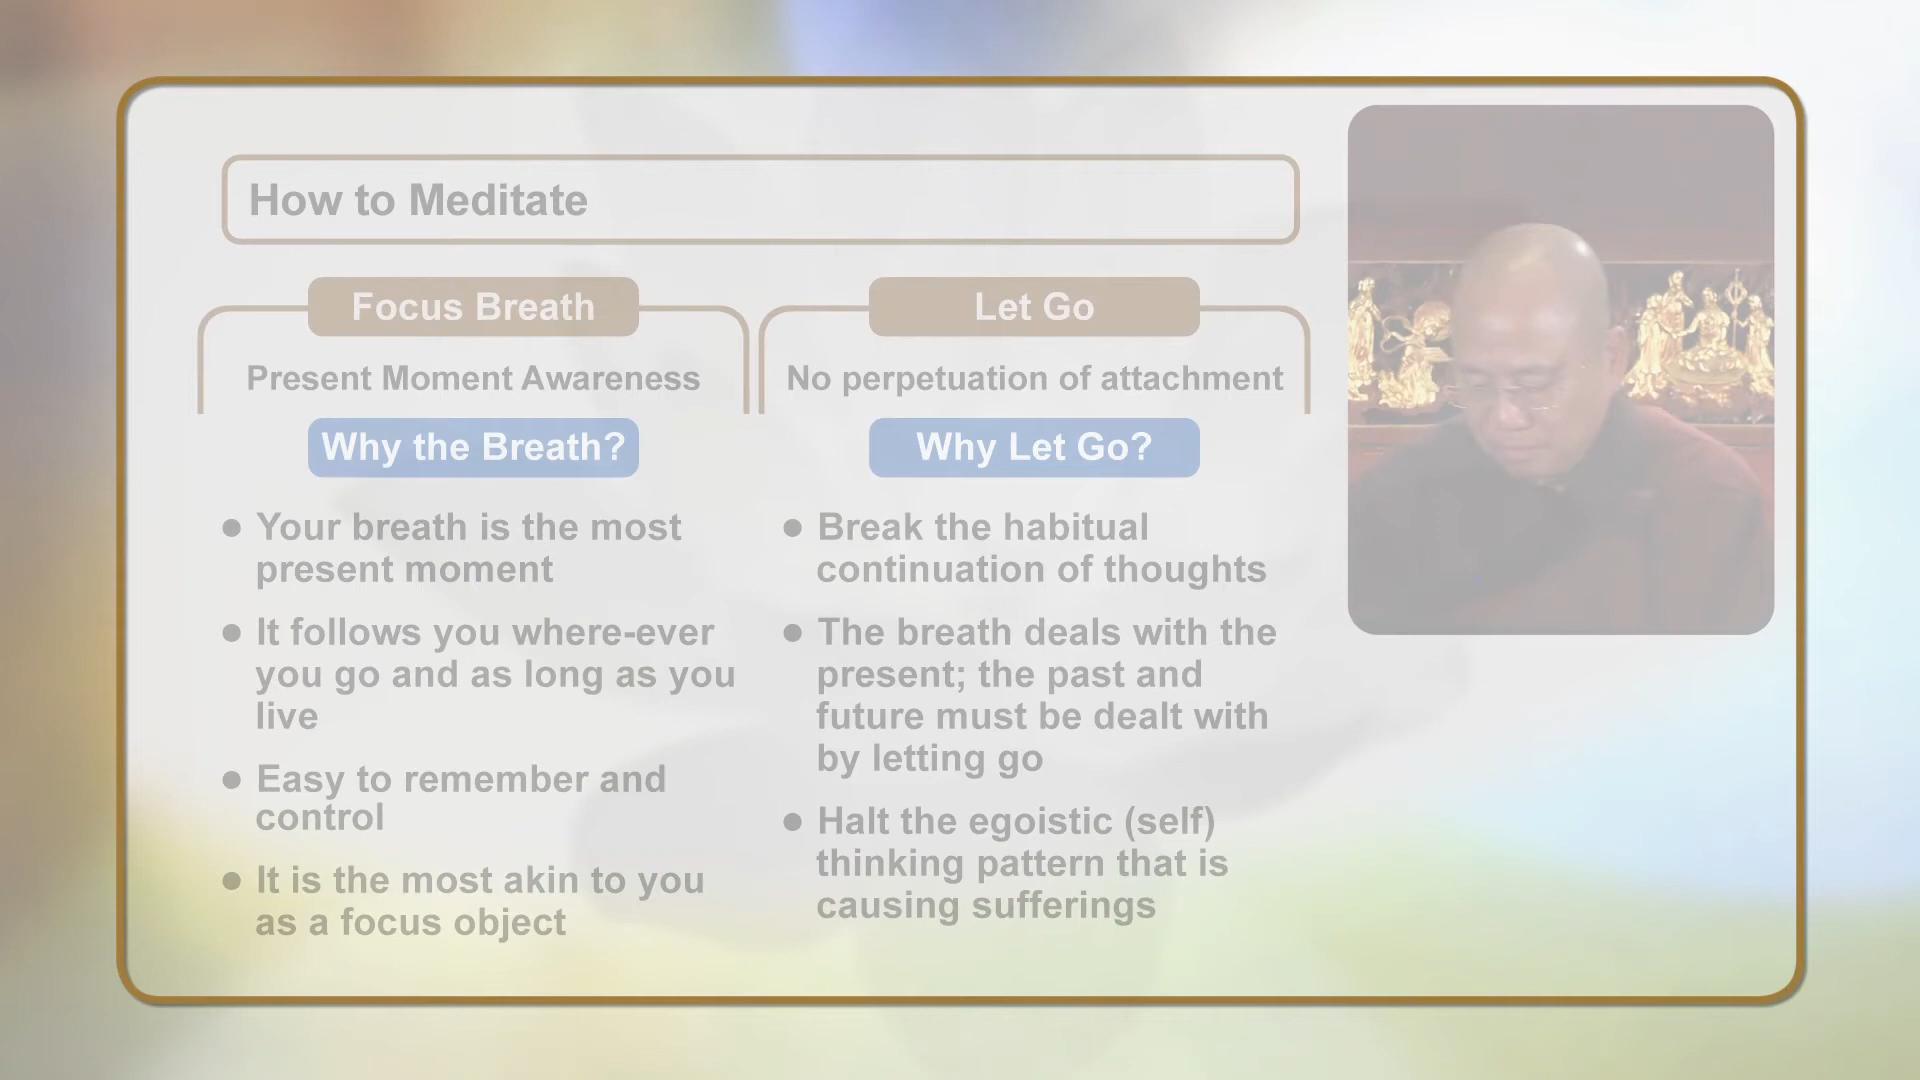 How to Meditate
Focus Breath
Present Moment Awareness
Why the Breath?
● Your breath is the most
present moment
● It follows you where-ever
you go and as long as you
live
● Easy to remember and
control
● It is the most akin to you
as a focus object
Let Go
No perpetuation of attachment
Why Let Go?
● Break the habitual
continuation of thoughts
● The breath deals with the
present; the past and
future must be dealt with
by letting go
● Halt the egoistic (self)
thinking pattern that is
causing sufferings